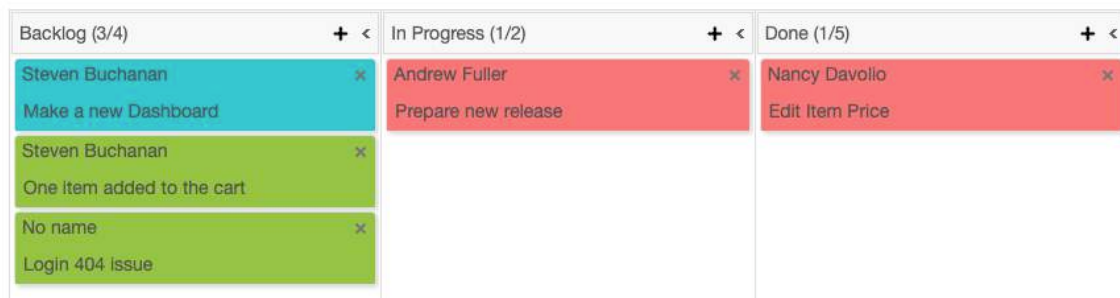 Backlog (3/4)
Steven Buchanan
Make a new Dashboard
Steven Buchanan
One item added to the cart
No name
Login 404 issue
In Progress (1/2)
Andrew Fuller
Prepare new release
Done (1/5)
Nancy Davolio
Edit Item Price